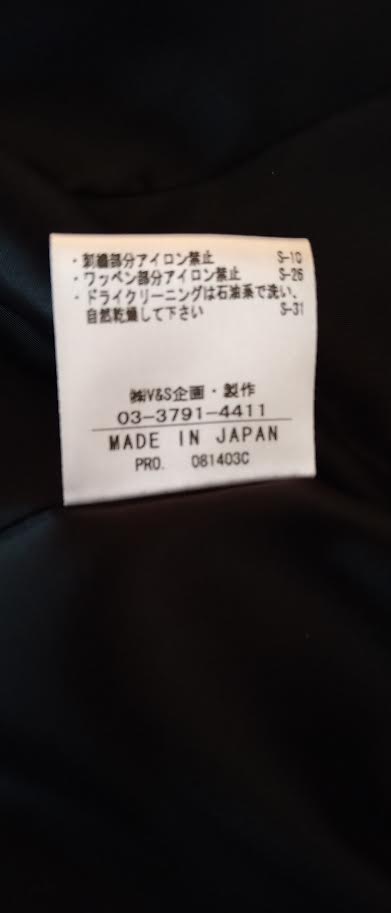 ・刺繍部分アイロン禁止 S-10
・ワッペン部分アイロン禁止 S-26
・ドライクリーニングは石油系で洗い、
自然乾燥して下さい S-31
㈱V&S企画・製作
03-3791-4411
MADE IN JAPAN
PRO. 081403C